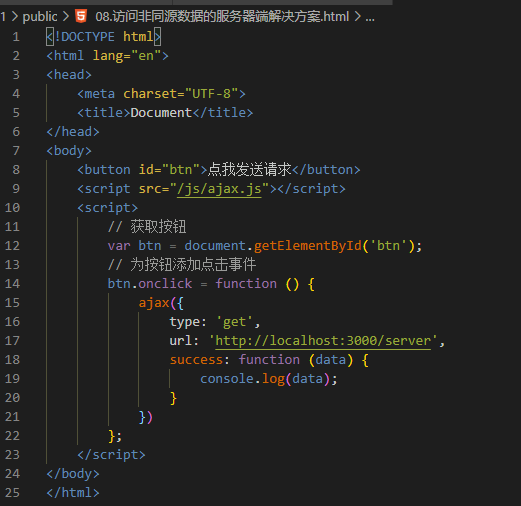 1 > public > 08.访问非同源数据的服务器端解决方案.html > ...
1 <!DOCTYPE html>
2 <html lang="en">
3 <head>
4     <meta charset="UTF-8">
5     <title>Document</title>
6 </head>
7 <body>
8     <button id="btn">点我发送请求</button>
9     <script src="/js/ajax.js"></script>
10     <script>
11         // 获取按钮
12         var btn = document.getElementById('btn');
13         // 为按钮添加点击事件
14         btn.onclick = function () {
15             ajax({
16                 type: 'get',
17                 url: 'http://localhost:3000/server',
18                 success: function (data) {
19                     console.log(data);
20                 }
21             })
22         };
23     </script>
24 </body>
25 </html>